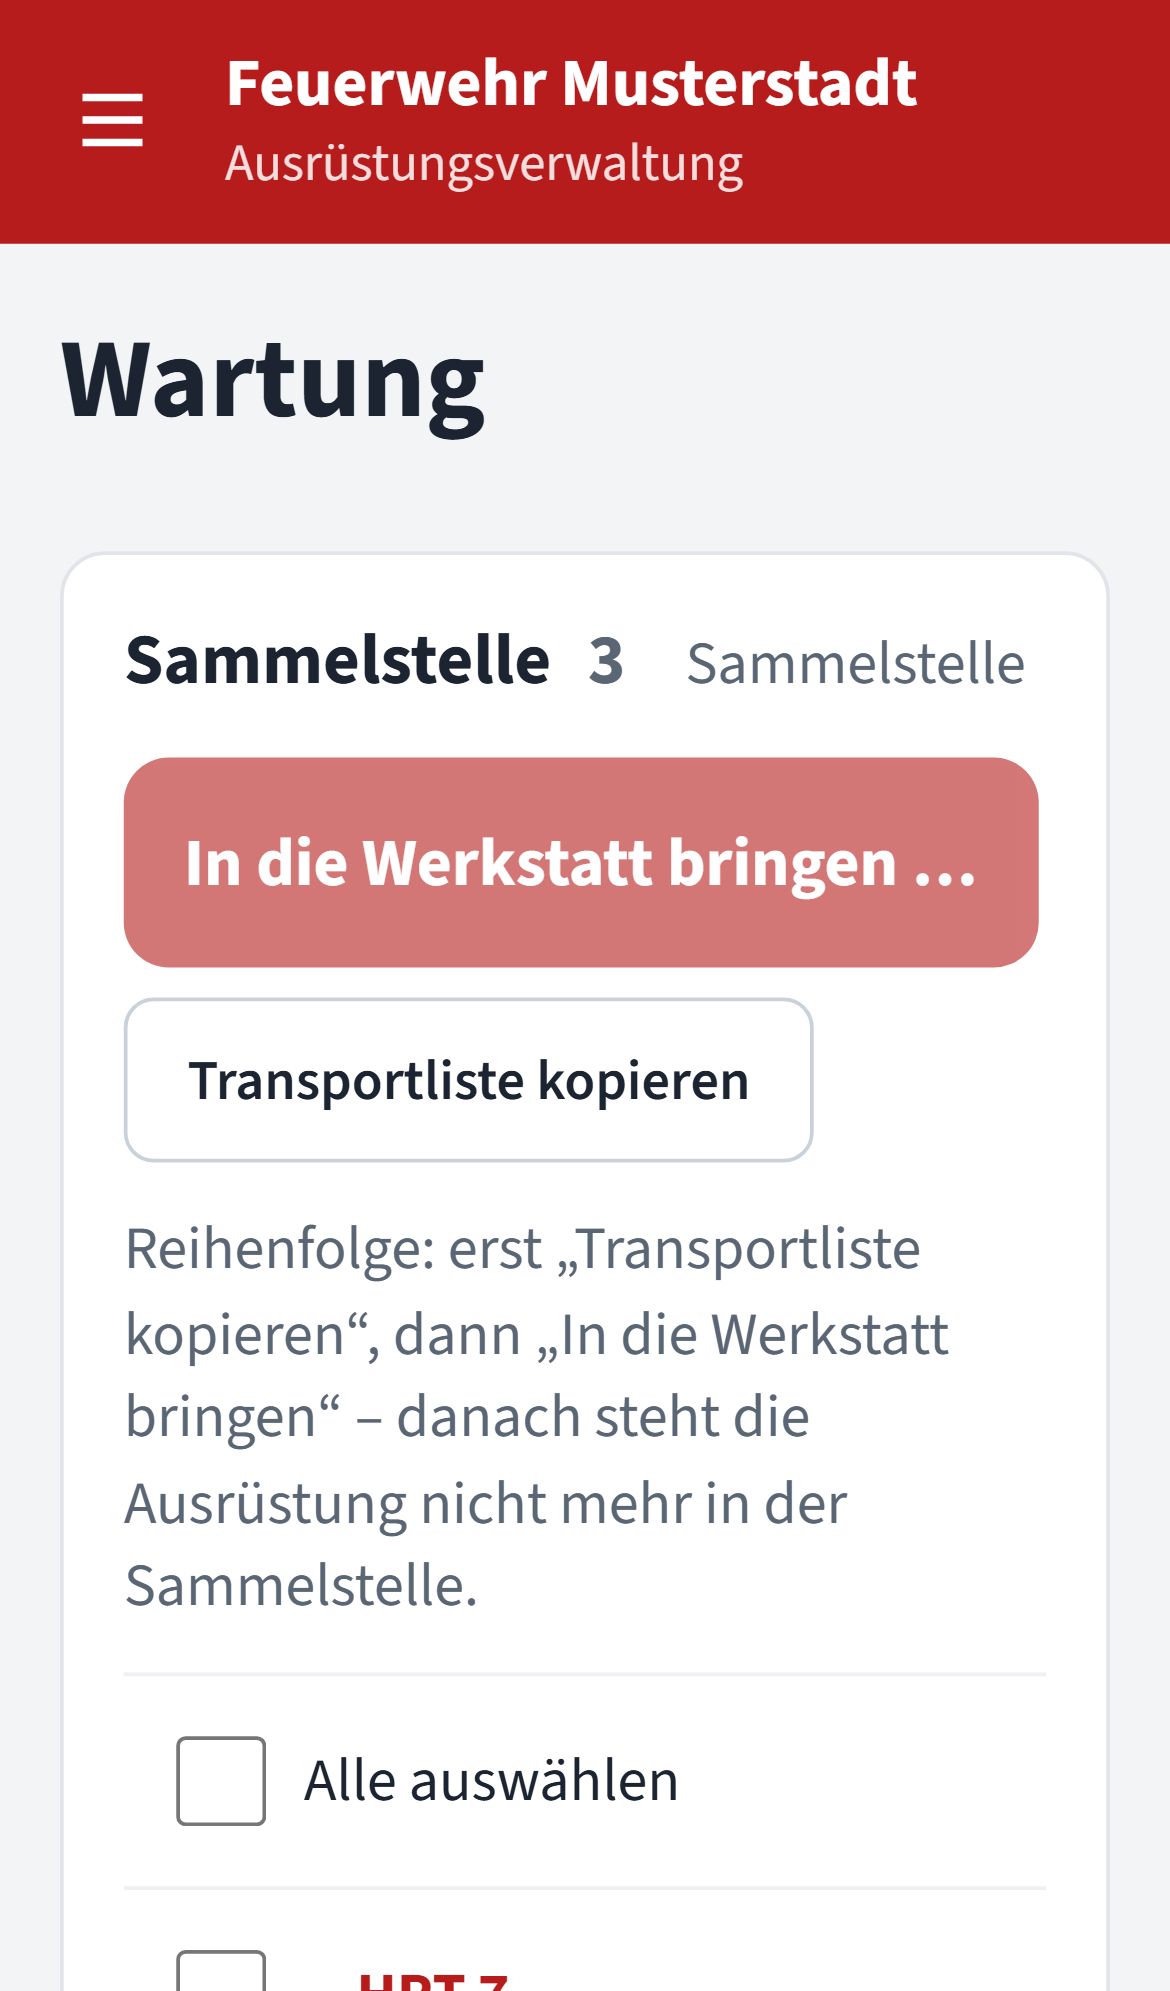 Feuerwehr Musterstadt
Ausrüstungsverwaltung
Wartung
Sammelstelle 3 Sammelstelle
In die Werkstatt bringen …
Transportliste kopieren
Reihenfolge: erst „Transportliste
kopieren“, dann „In die Werkstatt
bringen“ – danach steht die
Ausrüstung nicht mehr in der
Sammelstelle.
Alle auswählen